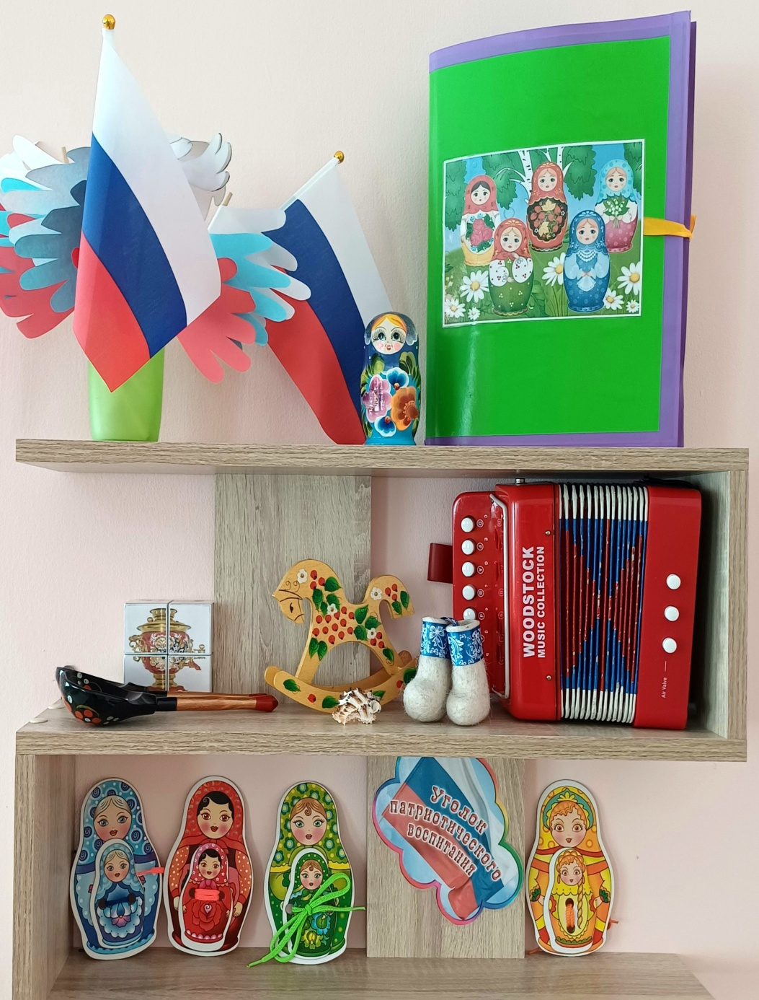 WOODSTOCK
MUSIC COLLECTION
Air Valve
Уголок
патриотического
воспитания